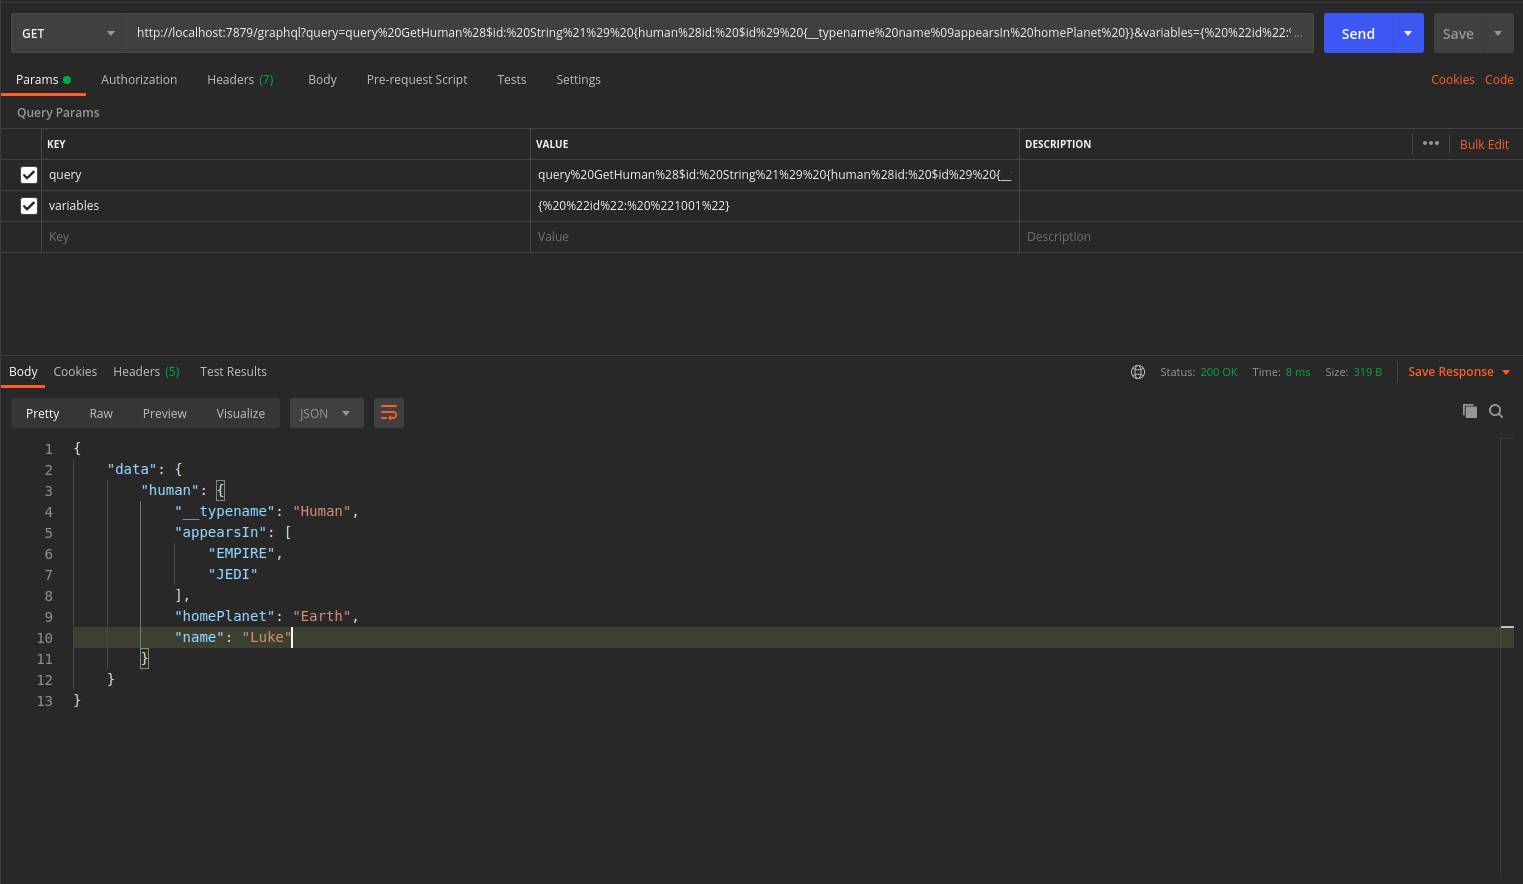 GET http://localhost:7879/graphql?query=query%20GetHuman%28$id:%20String%21%29%20{human%28id:%20$id%29%20{__typename%20name%09appearsIn%20homePlanet%20}}&variables={%20%22id%22:... Send Save
Params Authorization Headers (7) Body Pre-request Script Tests Settings Cookies Code
Query Params
KEY VALUE DESCRIPTION ••• Bulk Edit
query query%20GetHuman%28$id:%20String%21%29%20{human%28id:%20$id%29%20{__
variables {%20%22id%22:%20%221001%22}
Key Value Description
Body Cookies Headers (5) Test Results Status: 200 OK Time: 8 ms Size: 319 B Save Response
Pretty Raw Preview Visualize JSON
1 {
2 "data": {
3 "human": {
4 "__typename": "Human",
5 "appearsIn": [
6 "EMPIRE",
7 "JEDI"
8 ],
9 "homePlanet": "Earth",
10 "name": "Luke"
11 }
12 }
13 }